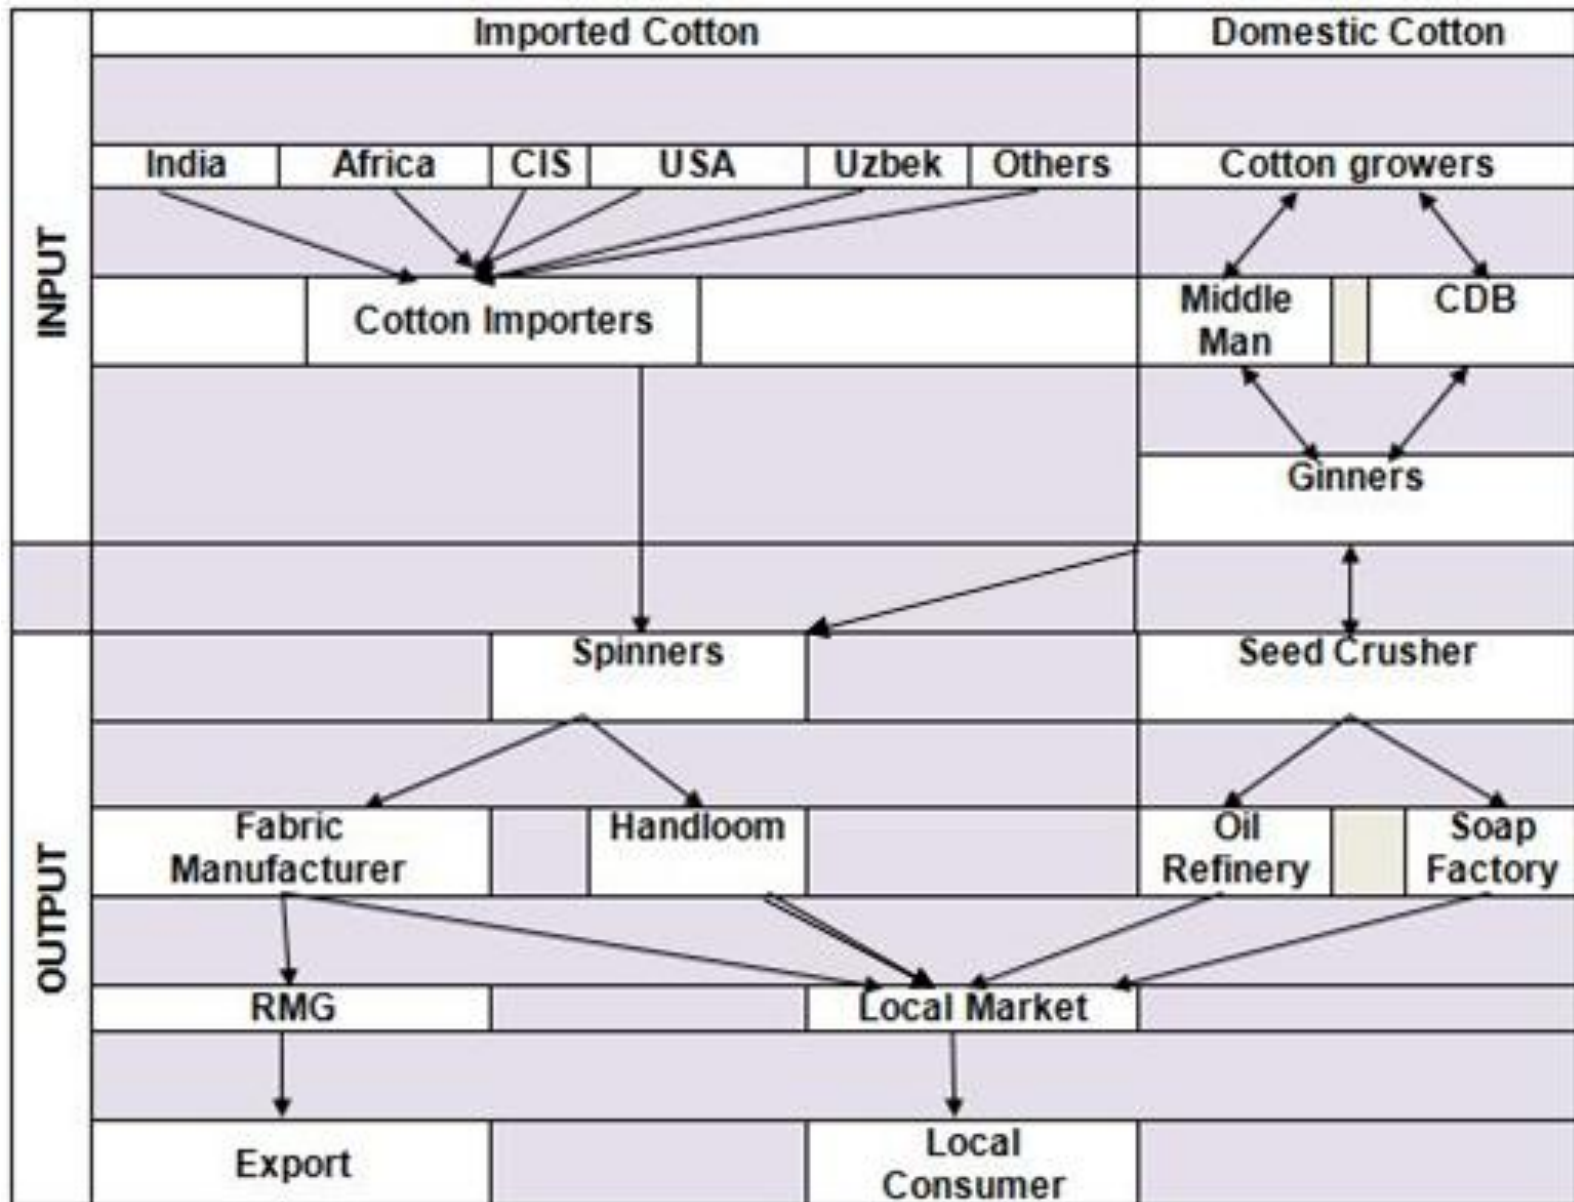 Imported Cotton
Domestic Cotton
India
Africa
CIS
USA
Uzbek
Others
Cotton growers
INPUT
Cotton Importers
Middle
Man
CDB
Ginners
Spinners
Seed Crusher
OUTPUT
Fabric
Manufacturer
Handloom
Oil
Refinery
Soap
Factory
RMG
Local Market
Export
Local
Consumer